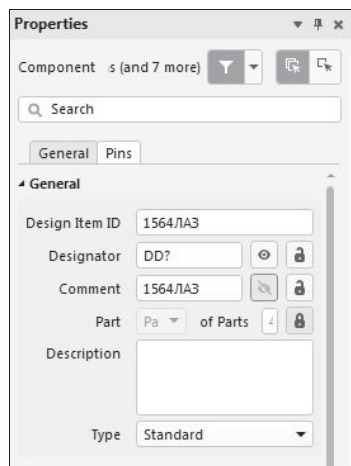 Properties
Component s (and 7 more)
Search
General Pins
General
Design Item ID 1564ЛА3
Designator DD?
Comment 1564ЛА3
Part Pa of Parts 4
Description
Type Standard